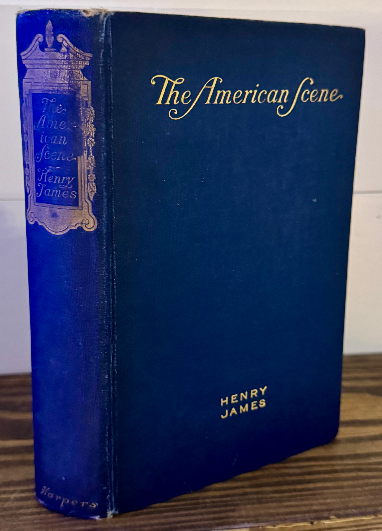 The
Amer-
ican
Scene
Henry
James
Harpers
The American Scene
HENRY
JAMES